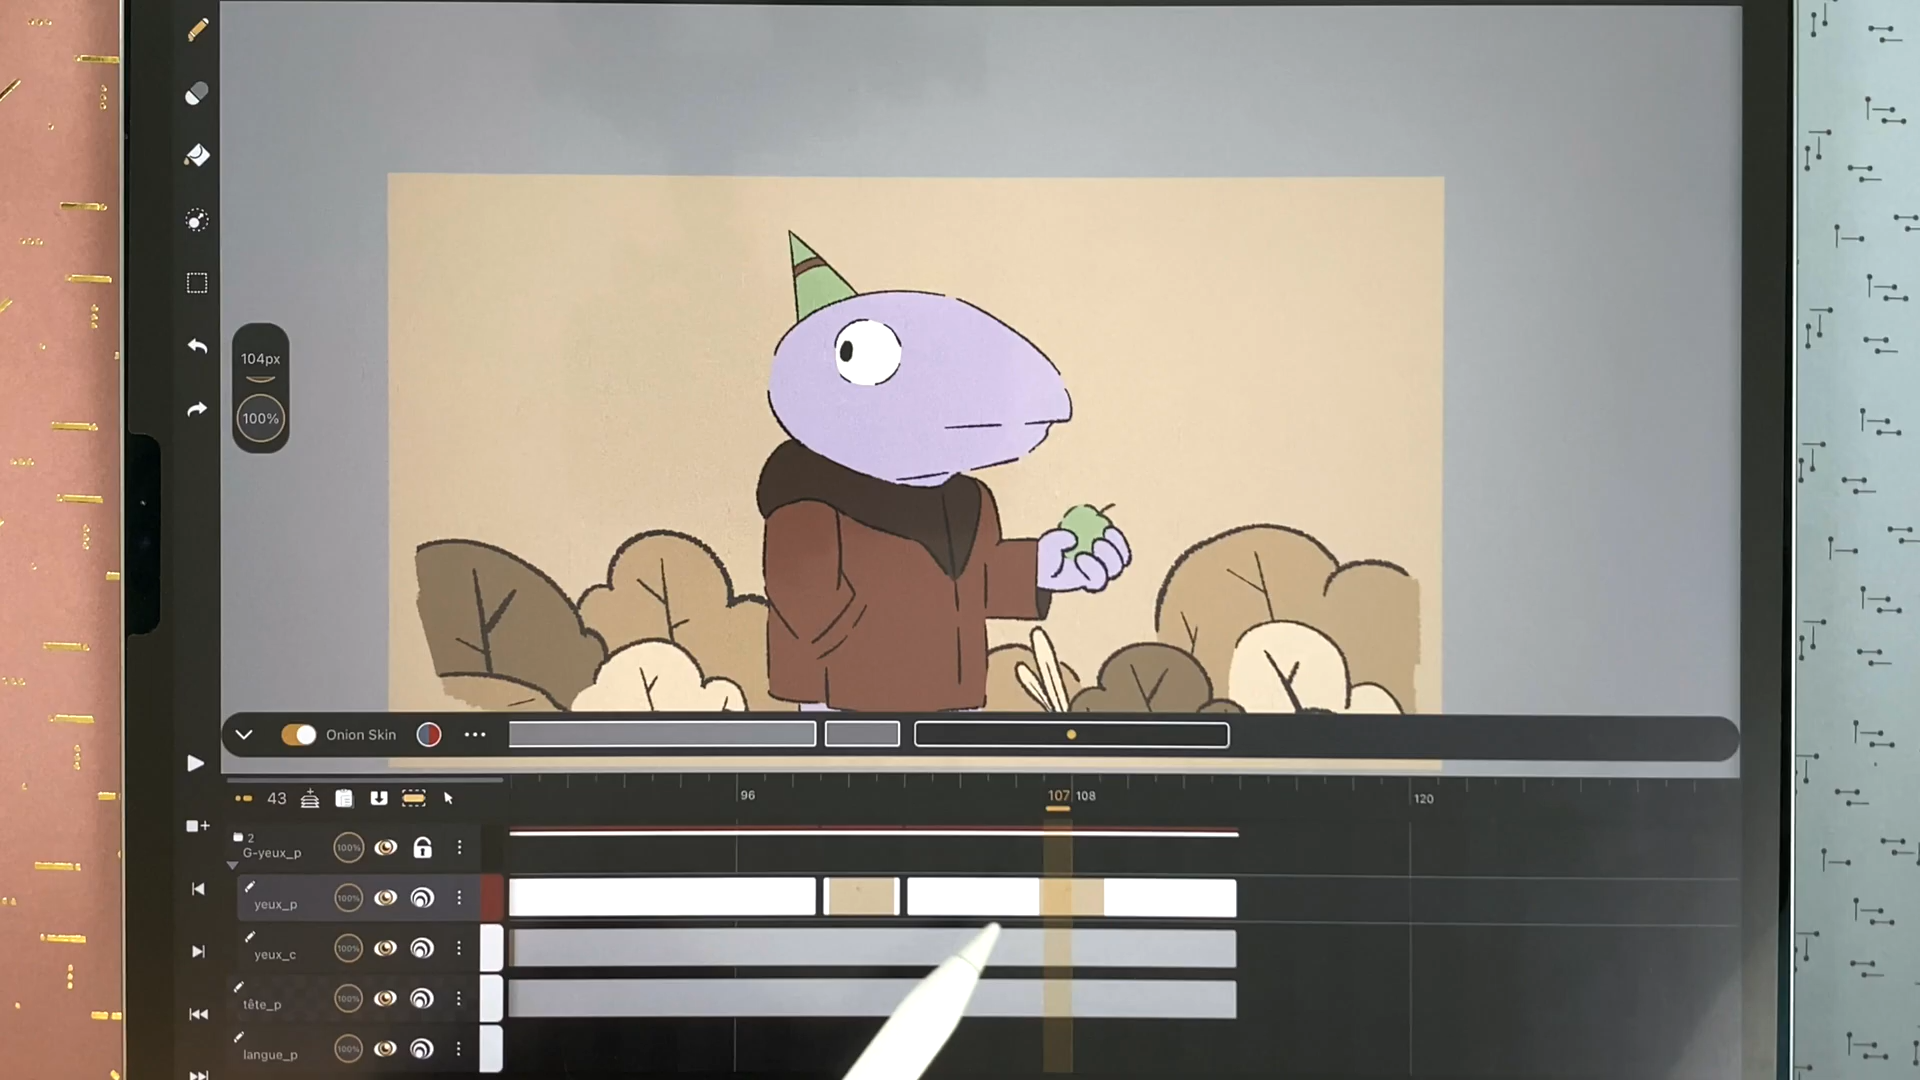 104px
100%
Onion Skin
43
96
107
108
120
2
G-yeux_p
100%
yeux_p
100%
yeux_c
100%
tête_p
100%
langue_p
100%